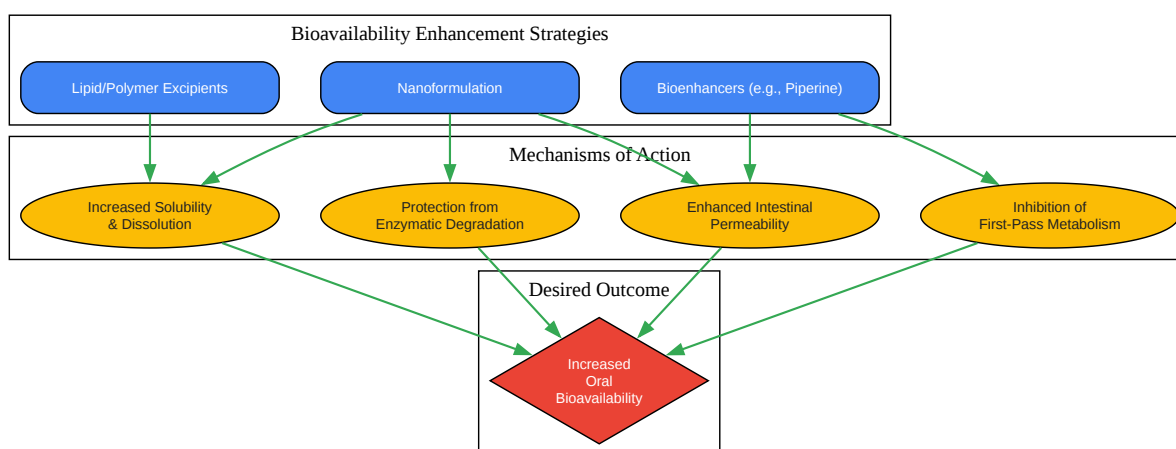 Bioavailability Enhancement Strategies
Lipid/Polymer Excipients
Nanoformulation
Bioenhancers (e.g., Piperine)
Mechanisms of Action
Increased Solubility
& Dissolution
Protection from
Enzymatic Degradation
Enhanced Intestinal
Permeability
Inhibition of
First-Pass Metabolism
Desired Outcome
Increased
Oral
Bioavailability